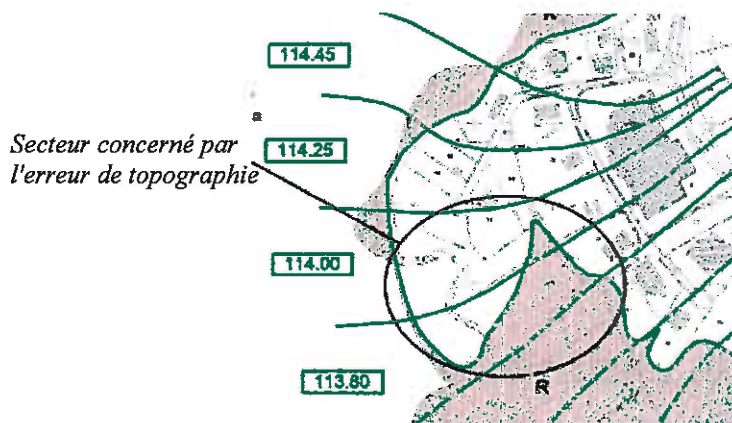 114.45
114.25
Secteur concerné par
l'erreur de topographie
114.00
113.80
R